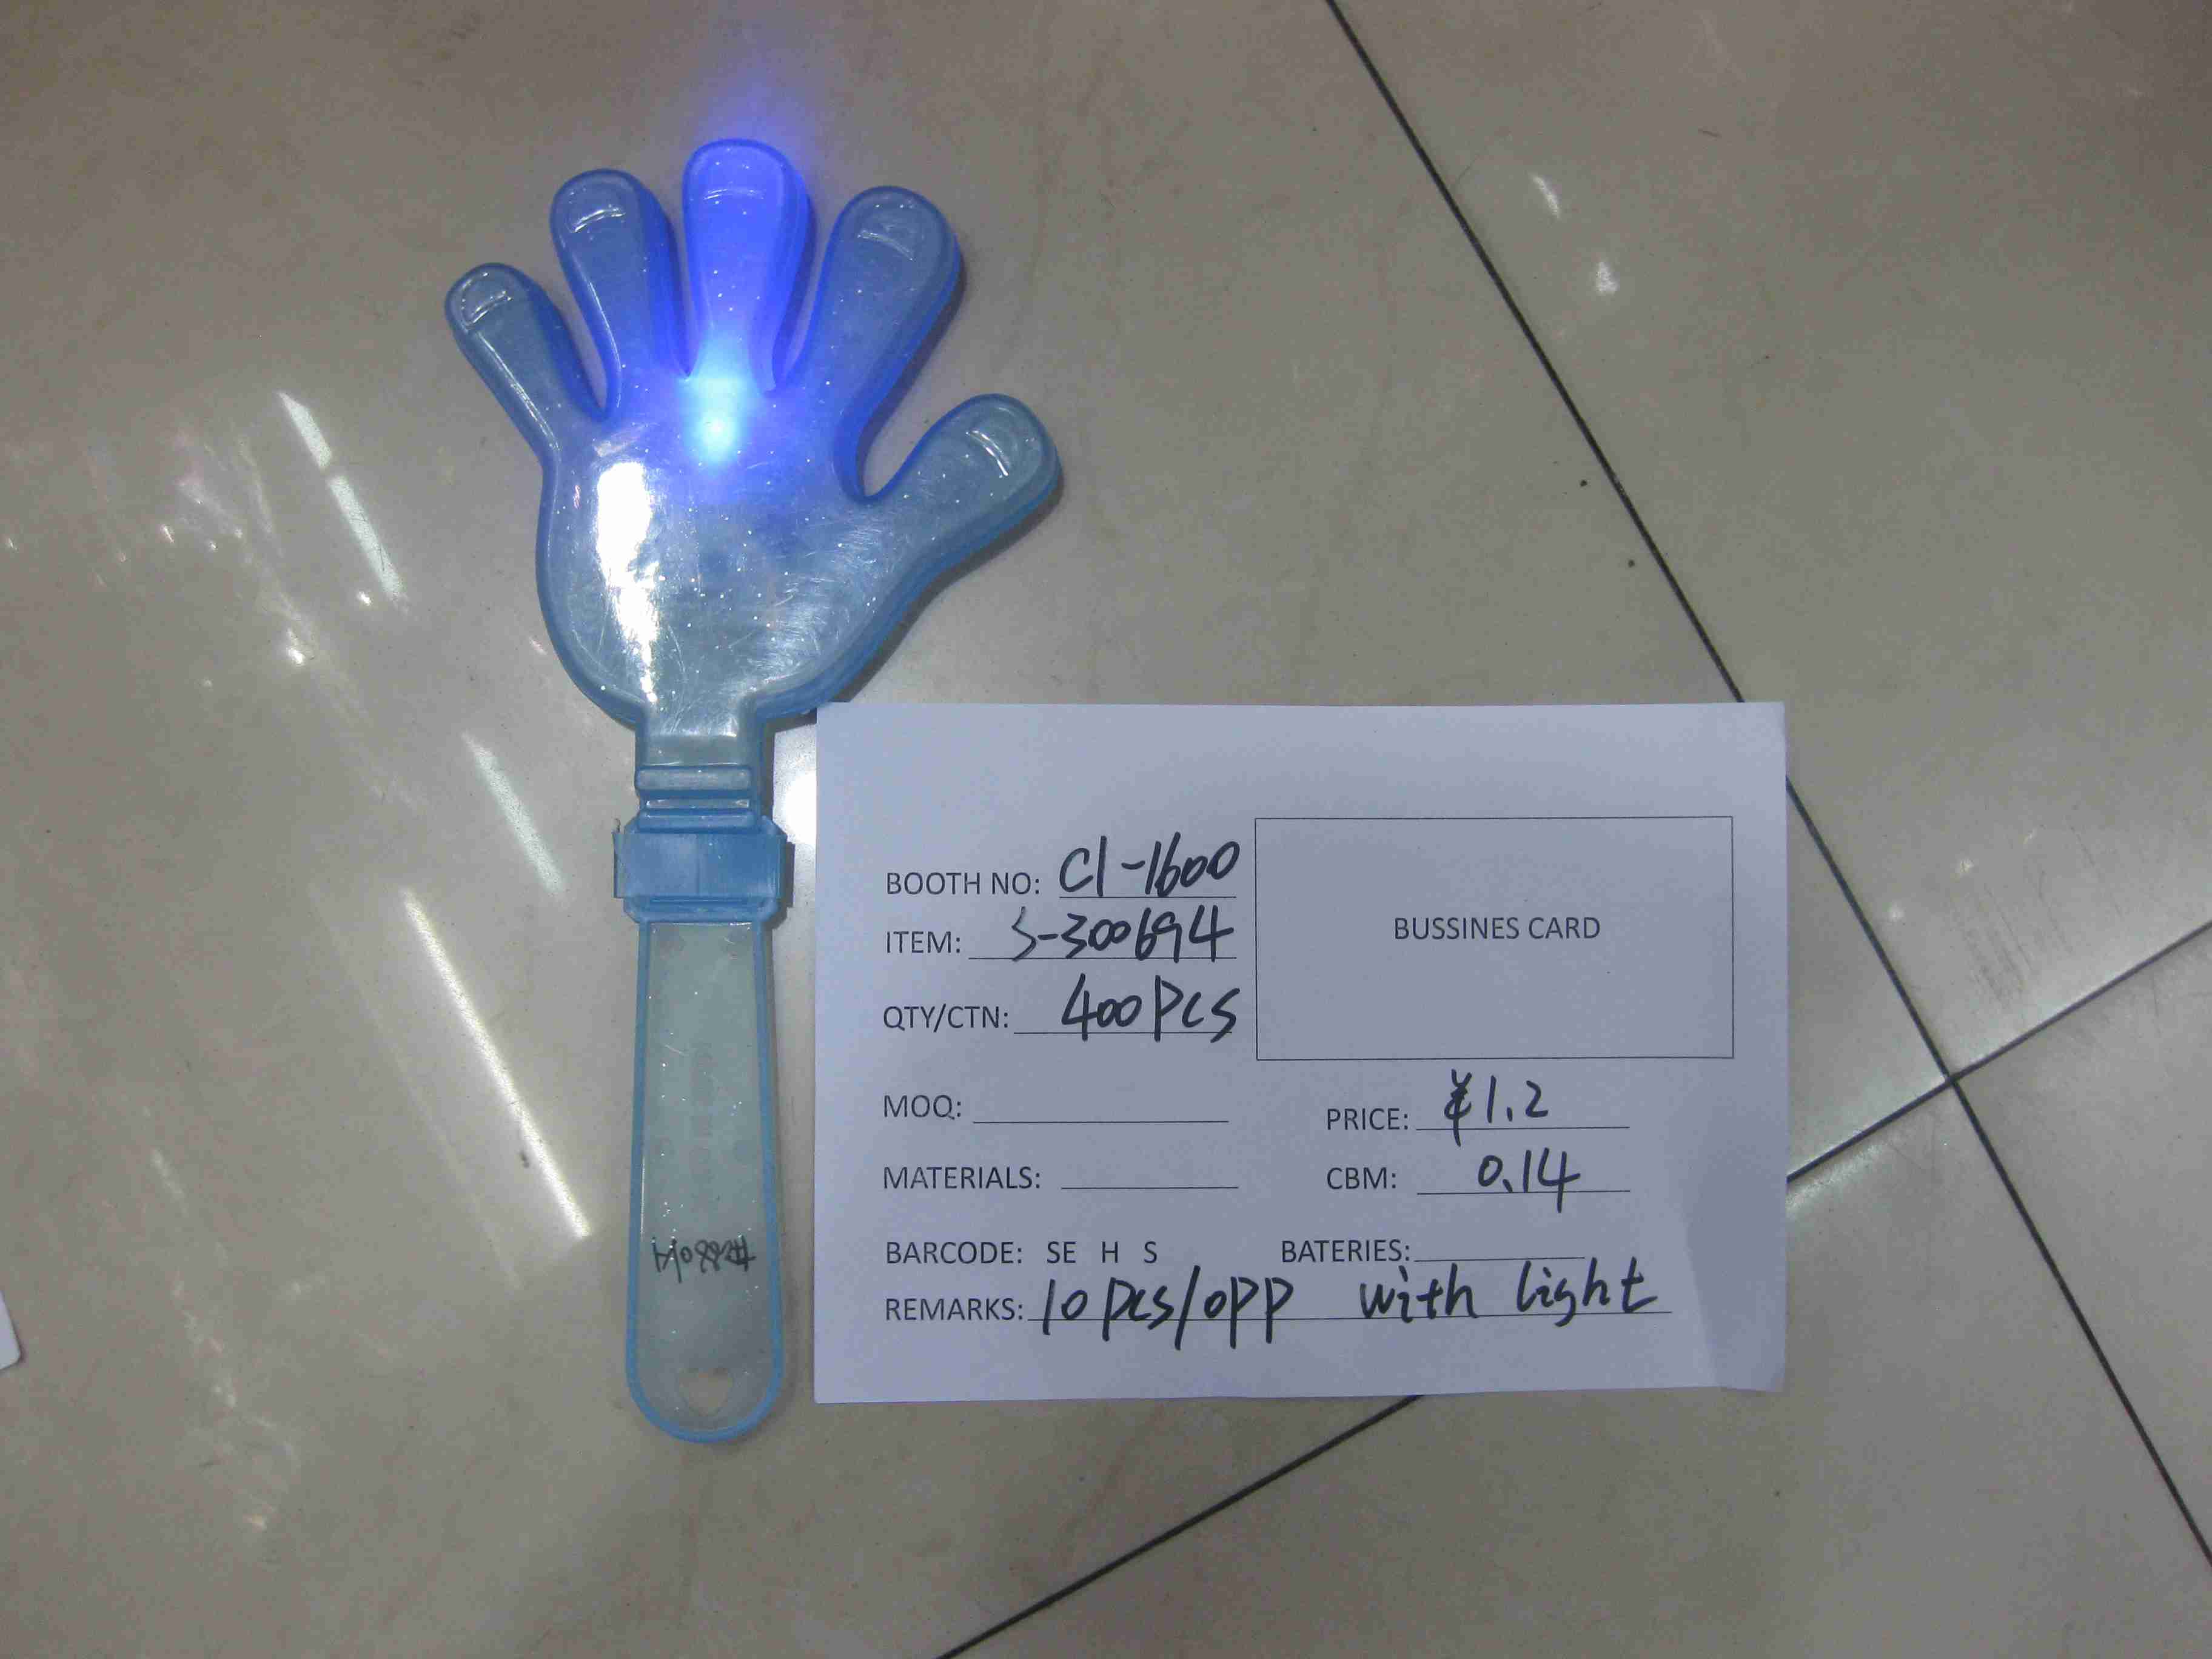 BOOTH NO: C1-1600
ITEM: S-300694
QTY/CTN: 400PCS
BUSSINES CARD
MOQ:
PRICE: ¥1.2
MATERIALS:
CBM: 0.14
BARCODE: SE H S BATERIES:
REMARKS: 10pcs/opp with light